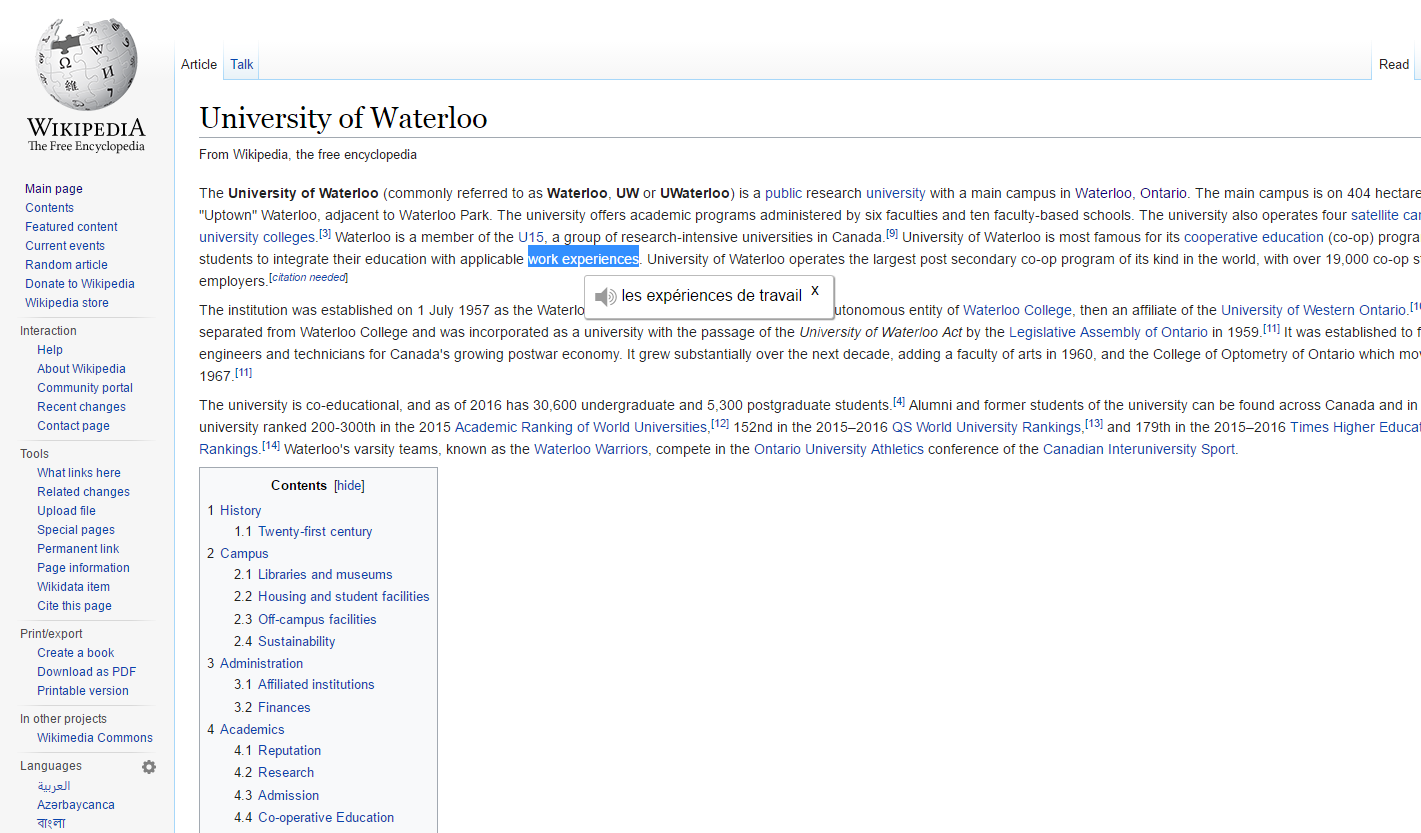 WIKIPEDIA
The Free Encyclopedia
Main page
Contents
Featured content
Current events
Random article
Donate to Wikipedia
Wikipedia store
Interaction
Help
About Wikipedia
Community portal
Recent changes
Contact page
Tools
What links here
Related changes
Upload file
Special pages
Permanent link
Page information
Wikidata item
Cite this page
Print/export
Create a book
Download as PDF
Printable version
In other projects
Wikimedia Commons
Languages
العربية
Azərbaycanca
বাংলা
Article Talk Read
University of Waterloo
From Wikipedia, the free encyclopedia
The University of Waterloo (commonly referred to as Waterloo, UW or UWaterloo) is a public research university with a main campus in Waterloo, Ontario. The main campus is on 404 hectare
"Uptown" Waterloo, adjacent to Waterloo Park. The university offers academic programs administered by six faculties and ten faculty-based schools. The university also operates four satellite
university colleges.[3] Waterloo is a member of the U15, a group of research-intensive universities in Canada.[9] University of Waterloo is most famous for its cooperative education (co-op)
students to integrate their education with applicable work experiences. University of Waterloo operates the largest post secondary co-op program of its kind in the world, with over 19,000 co-op
employers.[citation needed]
les expériences de travail X
The institution was established on 1 July 1957 as the entity of Waterloo College, then an affiliate of the University of Western Ontario.
separated from Waterloo College and was incorporated as a university with the passage of the University of Waterloo Act by the Legislative Assembly of Ontario in 1959.[11] It was established to
engineers and technicians for Canada's growing postwar economy. It grew substantially over the next decade, adding a faculty of arts in 1960, and the College of Optometry of Ontario which
1967.[11]
The university is co-educational, and as of 2016 has 30,600 undergraduate and 5,300 postgraduate students.[4] Alumni and former students of the university can be found across Canada and in
university ranked 200-300th in the 2015 Academic Ranking of World Universities,[12] 152nd in the 2015–2016 QS World University Rankings,[13] and 179th in the 2015–2016 Times Higher
Rankings.[14] Waterloo's varsity teams, known as the Waterloo Warriors, compete in the Ontario University Athletics conference of the Canadian Interuniversity Sport.
Contents [hide]
1 History
1.1 Twenty-first century
2 Campus
2.1 Libraries and museums
2.2 Housing and student facilities
2.3 Off-campus facilities
2.4 Sustainability
3 Administration
3.1 Affiliated institutions
3.2 Finances
4 Academics
4.1 Reputation
4.2 Research
4.3 Admission
4.4 Co-operative Education